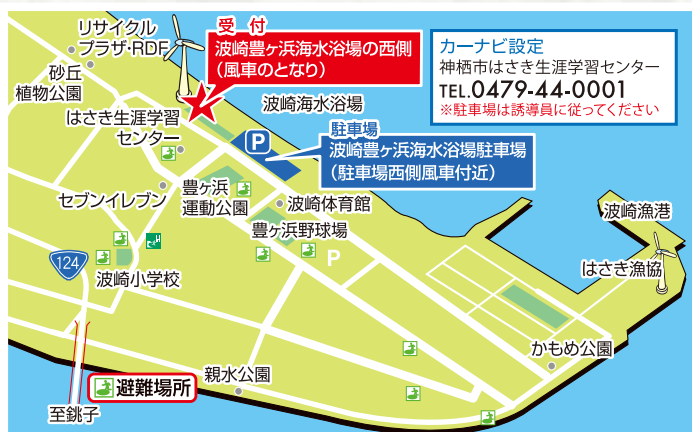 受付
波崎豊ヶ浜海水浴場の西側
（風車のとなり）
カーナビ設定
神栖市はさき生涯学習センター
TEL.0479-44-0001
※駐車場は誘導員に従ってください
リサイクル
プラザ・RDF
砂丘
植物公園
はさき生涯学習
センター
波崎海水浴場
P
駐車場
波崎豊ヶ浜海水浴場駐車場
（駐車場西側風車付近）
セブンイレブン
豊ヶ浜
運動公園
波崎体育館
豊ヶ浜野球場
P
波崎漁港
はさき漁協
124
波崎小学校
かもめ公園
親水公園
避難場所
至銚子